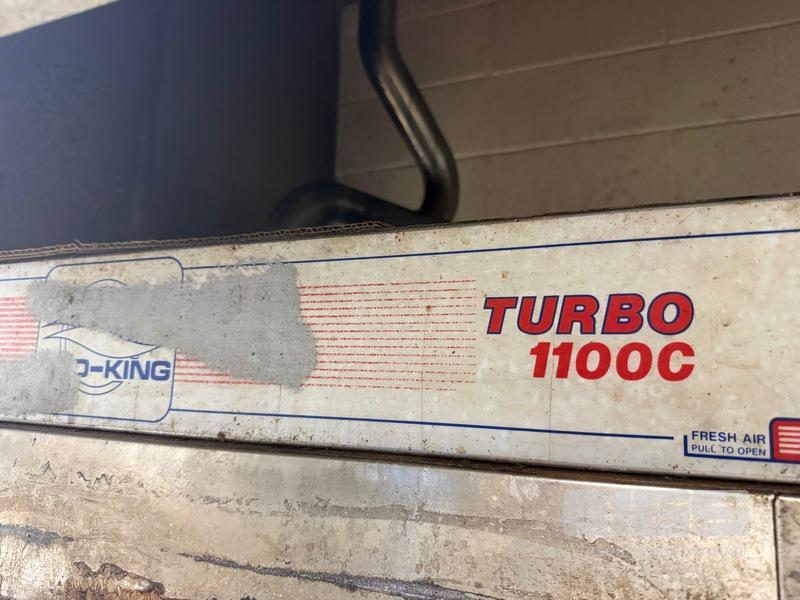 D-KING
TURBO
1100C
FRESH AIR
PULL TO OPEN